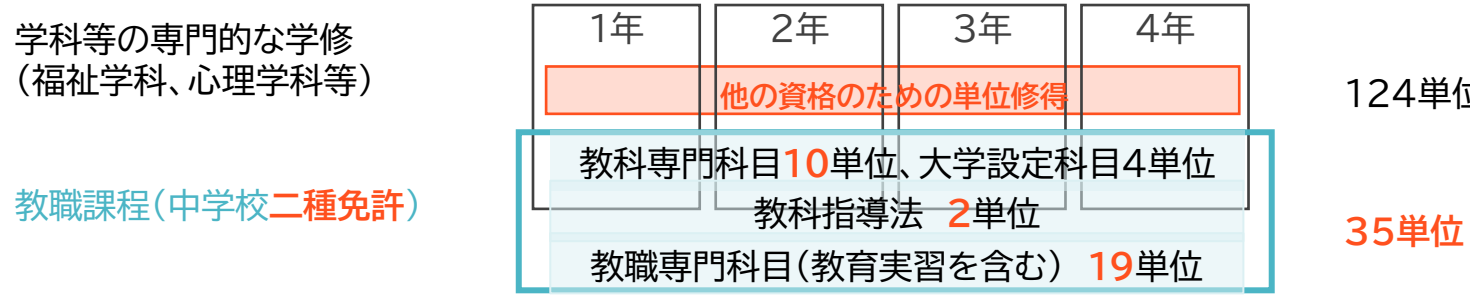 学科等の専門的な学修
（福祉学科、心理学科等）
1年 2年 3年 4年
他の資格のための単位修得
124単位
教職課程（中学校二種免許）
教科専門科目10単位、大学設定科目4単位
教科指導法 2単位
教職専門科目（教育実習を含む） 19単位
35単位